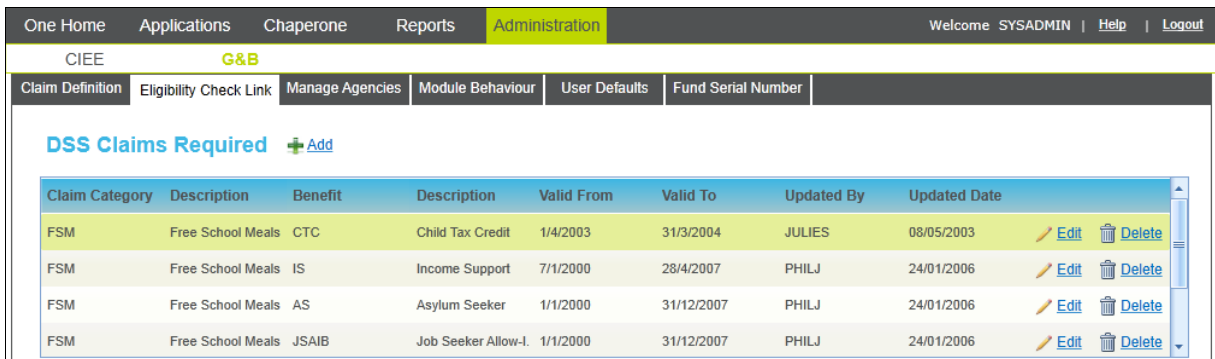 One Home Applications Chaperone Reports Administration Welcome SYSADMIN | Help | Logout
CIEE G&B
Claim Definition Eligibility Check Link Manage Agencies Module Behaviour User Defaults Fund Serial Number
DSS Claims Required Add
Claim Category Description Benefit Description Valid From Valid To Updated By Updated Date
FSM Free School Meals CTC Child Tax Credit 1/4/2003 31/3/2004 JULIES 08/05/2003 Edit Delete
FSM Free School Meals IS Income Support 7/1/2000 28/4/2007 PHILJ 24/01/2006 Edit Delete
FSM Free School Meals AS Asylum Seeker 1/1/2000 31/12/2007 PHILJ 24/01/2006 Edit Delete
FSM Free School Meals JSAIB Job Seeker Allow-I. 1/1/2000 31/12/2007 PHILJ 24/01/2006 Edit Delete